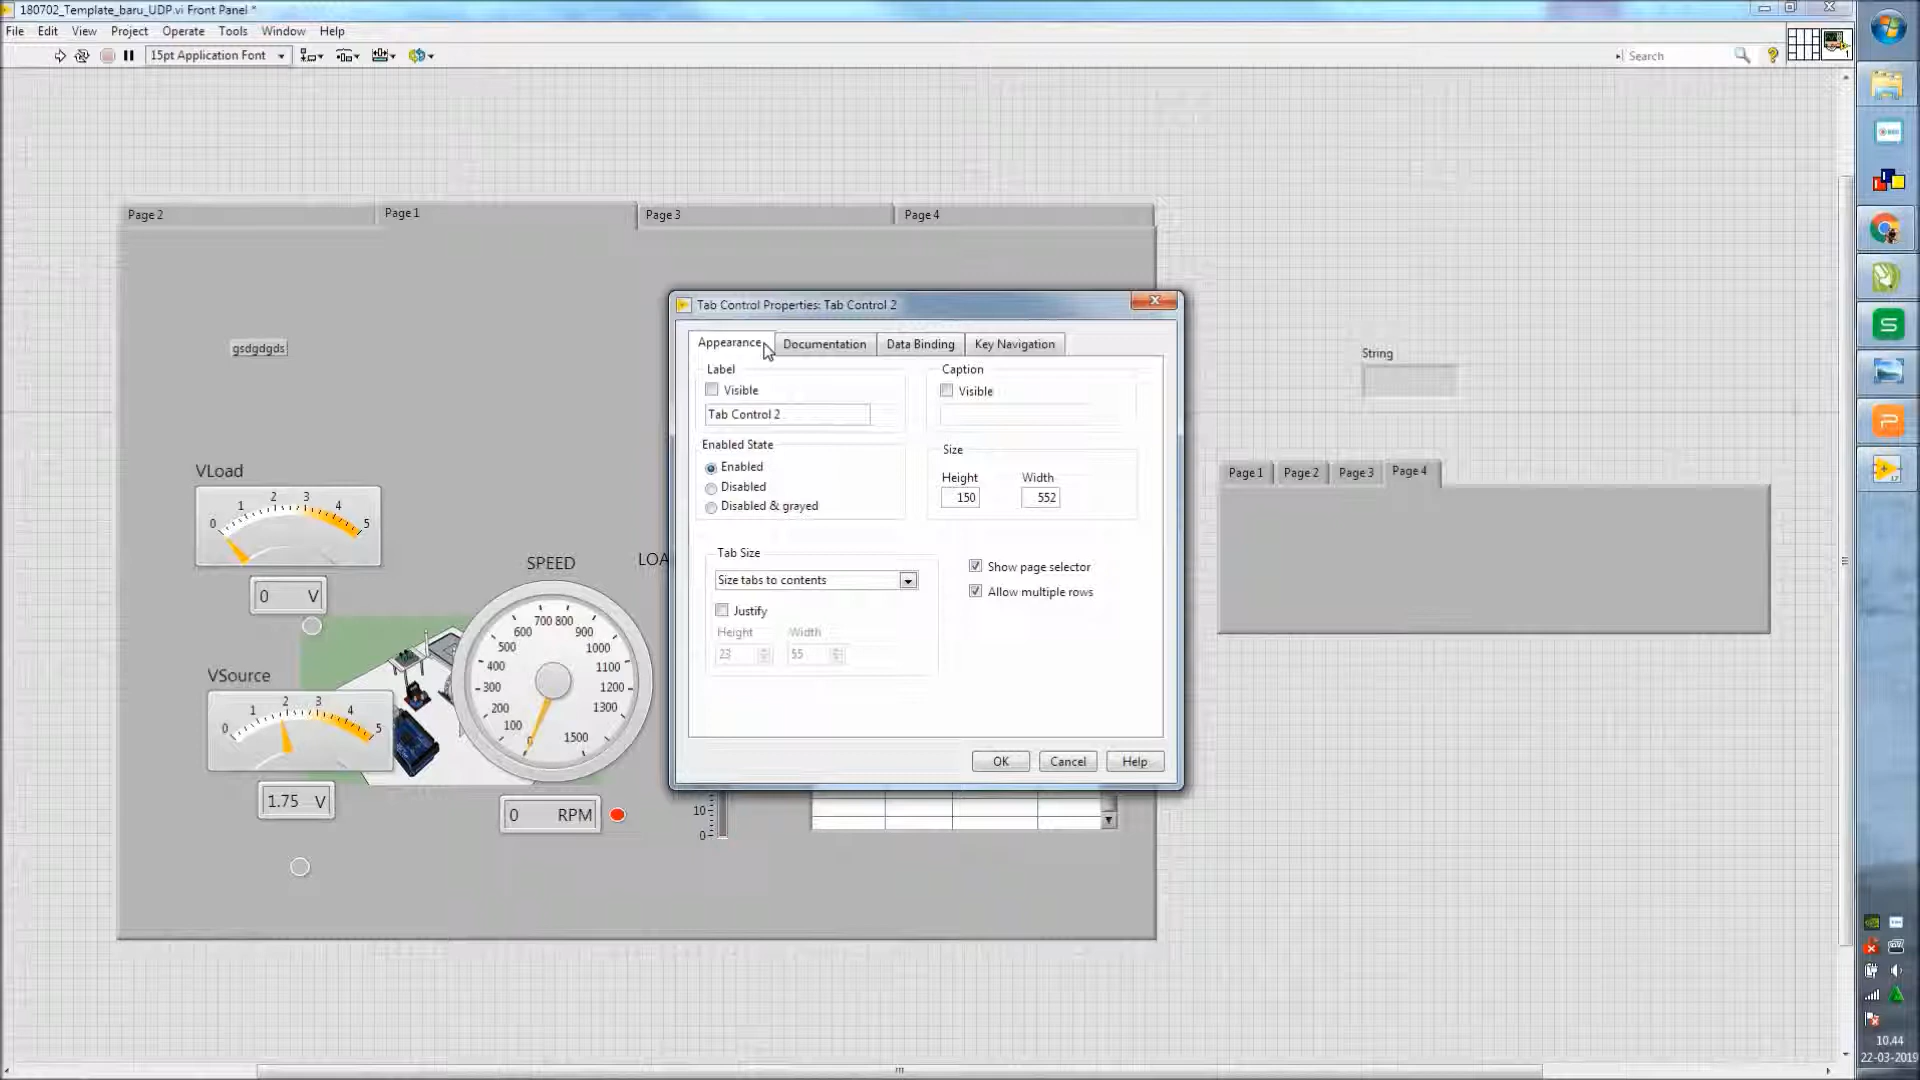 180702_Template_baru_UDP.vi Front Panel *
File Edit View Project Operate Tools Window Help
15pt Application Font
Search
Page 2
Page 1
Page 3
Page 4
Tab Control Properties: Tab Control 2
Appearance
Documentation
Data Binding
Key Navigation
Label
Visible
Tab Control 2
Caption
Visible
Enabled State
Enabled
Disabled
Disabled & grayed
Size
Height
Width
150
552
Tab Size
Size tabs to contents
Justify
Height
Width
23
55
Show page selector
Allow multiple rows
OK
Cancel
Help
gsdgdgds
String
Page 1
Page 2
Page 3
Page 4
VLoad
0 1 2 3 4 5
0 V
VSource
0 1 2 3 4 5
1.75 V
SPEED
0 100 200 300 400 500 600 700 800 900 1000 1100 1200 1300 1500
0 RPM
LOA
10
0
10.44
22-03-2019